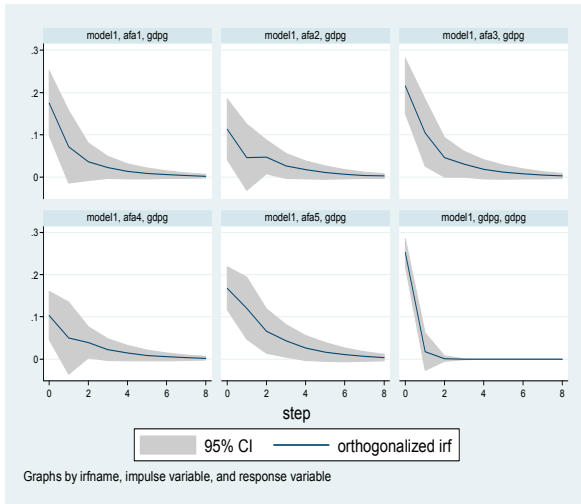 model1, afa1, gdpg
model1, afa2, gdpg
model1, afa3, gdpg
.3
.2
.1
0
model1, afa4, gdpg
model1, afa5, gdpg
model1, gdpg, gdpg
.3
.2
.1
0
0 2 4 6 8
0 2 4 6 8
0 2 4 6 8
step
95% CI
orthogonalized irf
Graphs by irfname, impulse variable, and response variable